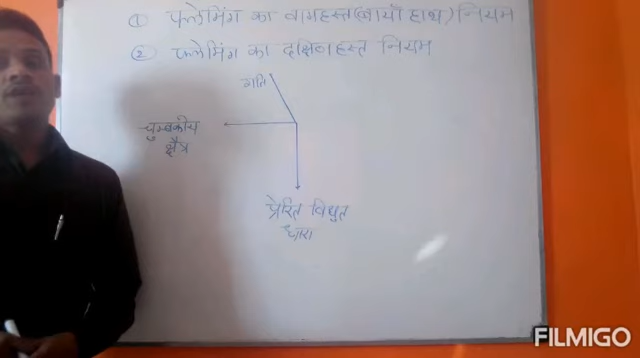 ① फ्लेमिंग का वामहस्त(बायाँ हाथ) नियम
② फ्लेमिंग का दक्षिणहस्त नियम
गति
चुम्बकीय
क्षैत्र
प्रेरित विधुत
धारा
FILMIGO